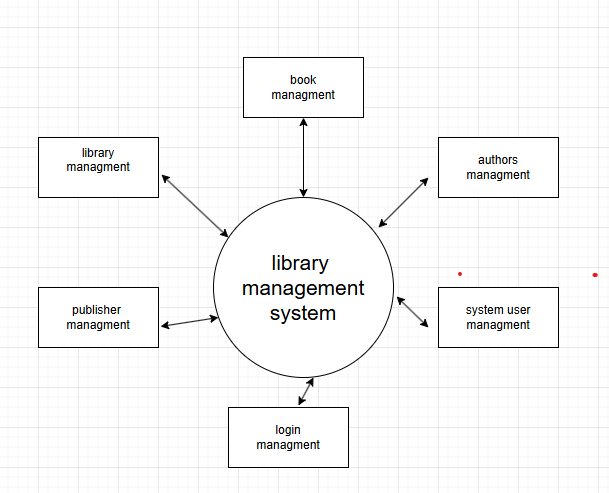 book
managment
library
managment
authors
managment
library
management
system
publisher
managment
system user
managment
login
managment